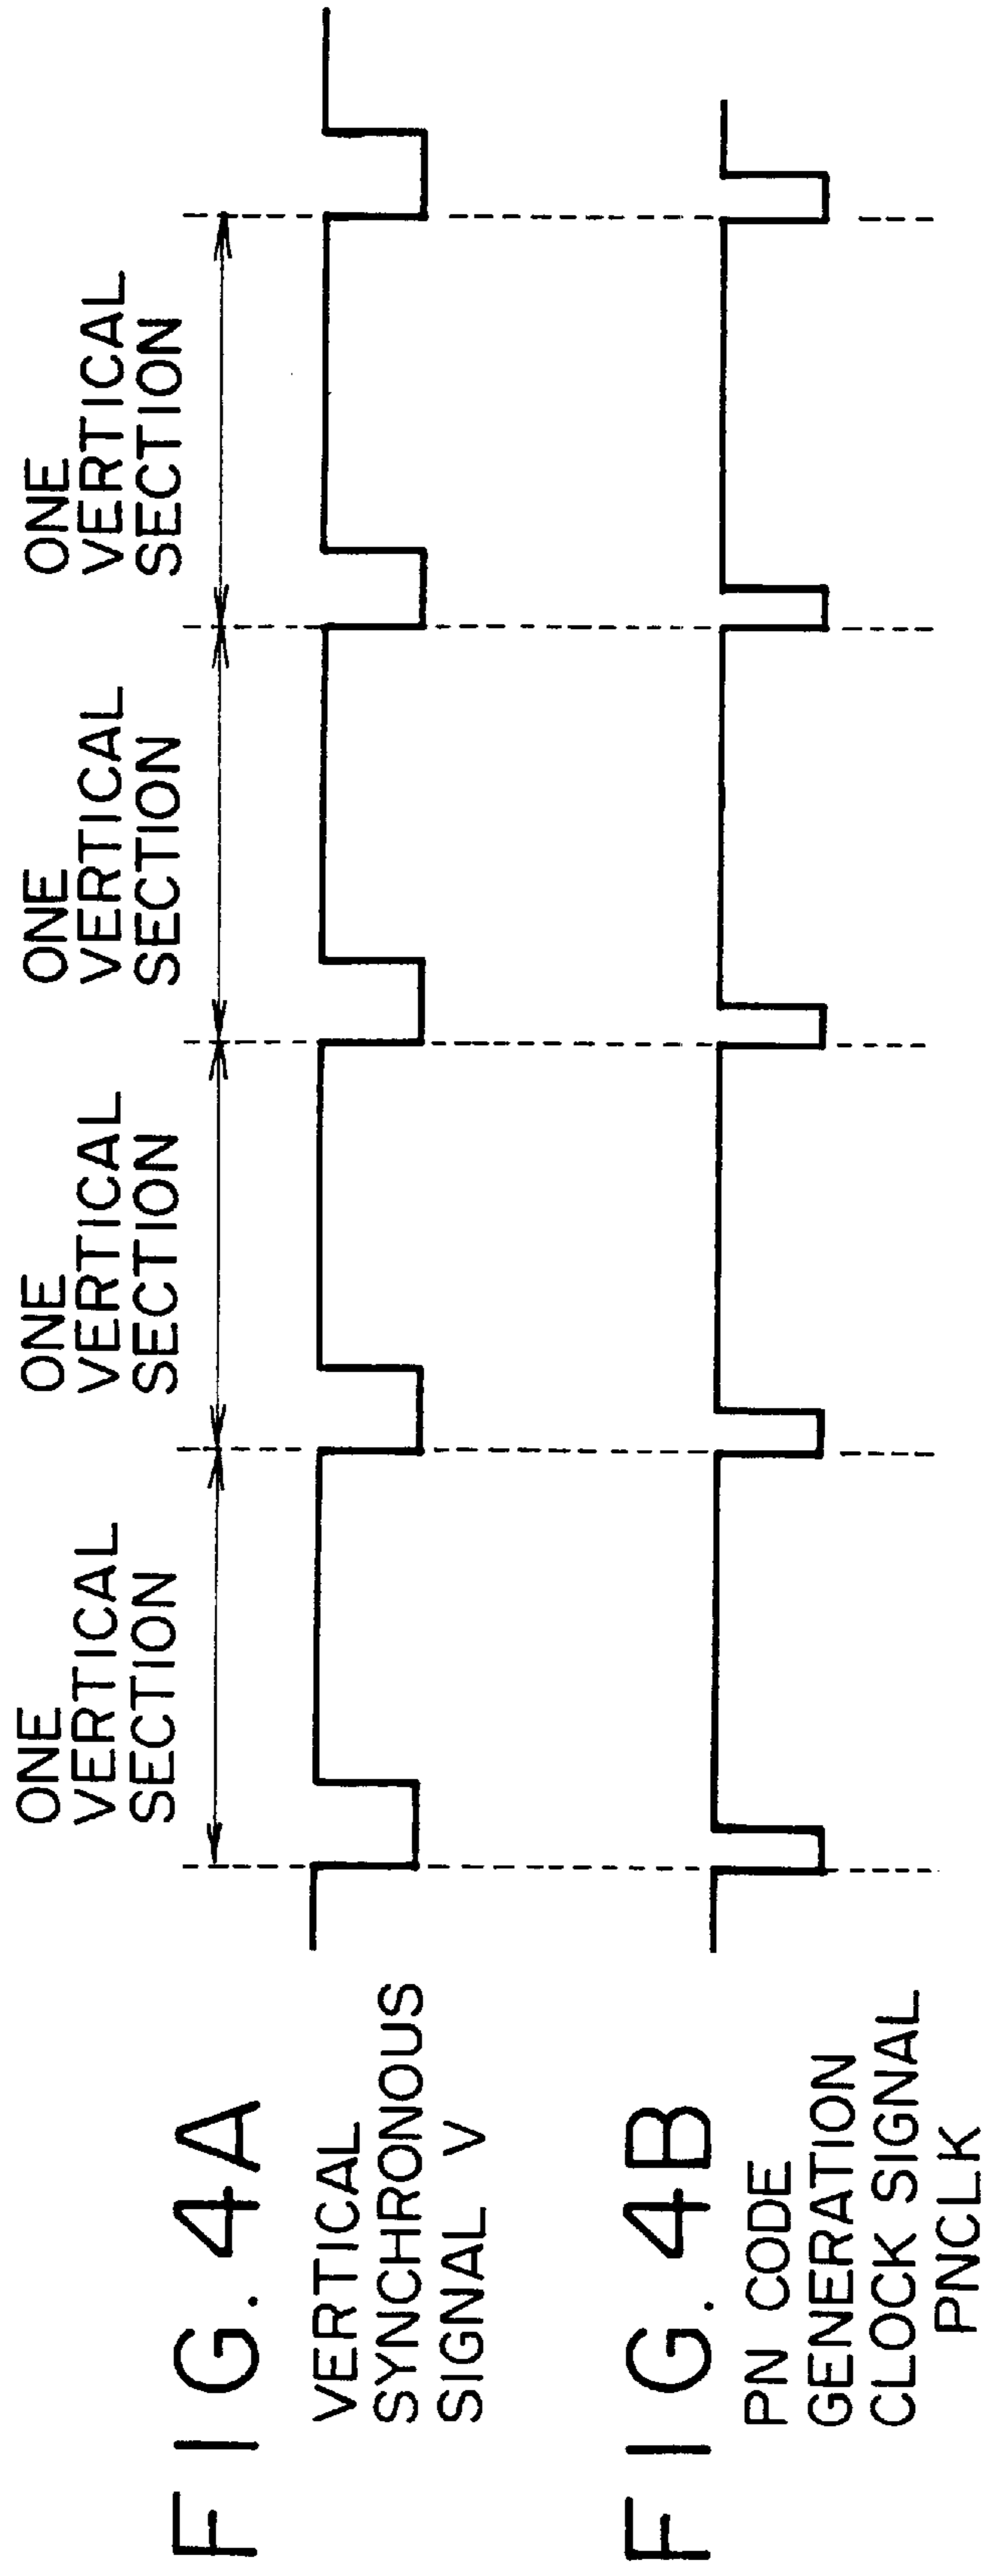 ONE
VERTICAL
SECTION
ONE
VERTICAL
SECTION
ONE
VERTICAL
SECTION
ONE
VERTICAL
SECTION
FIG. 4A
VERTICAL
SYNCHRONOUS
SIGNAL V
FIG. 4B
PN CODE
GENERATION
CLOCK SIGNAL
PNCLK